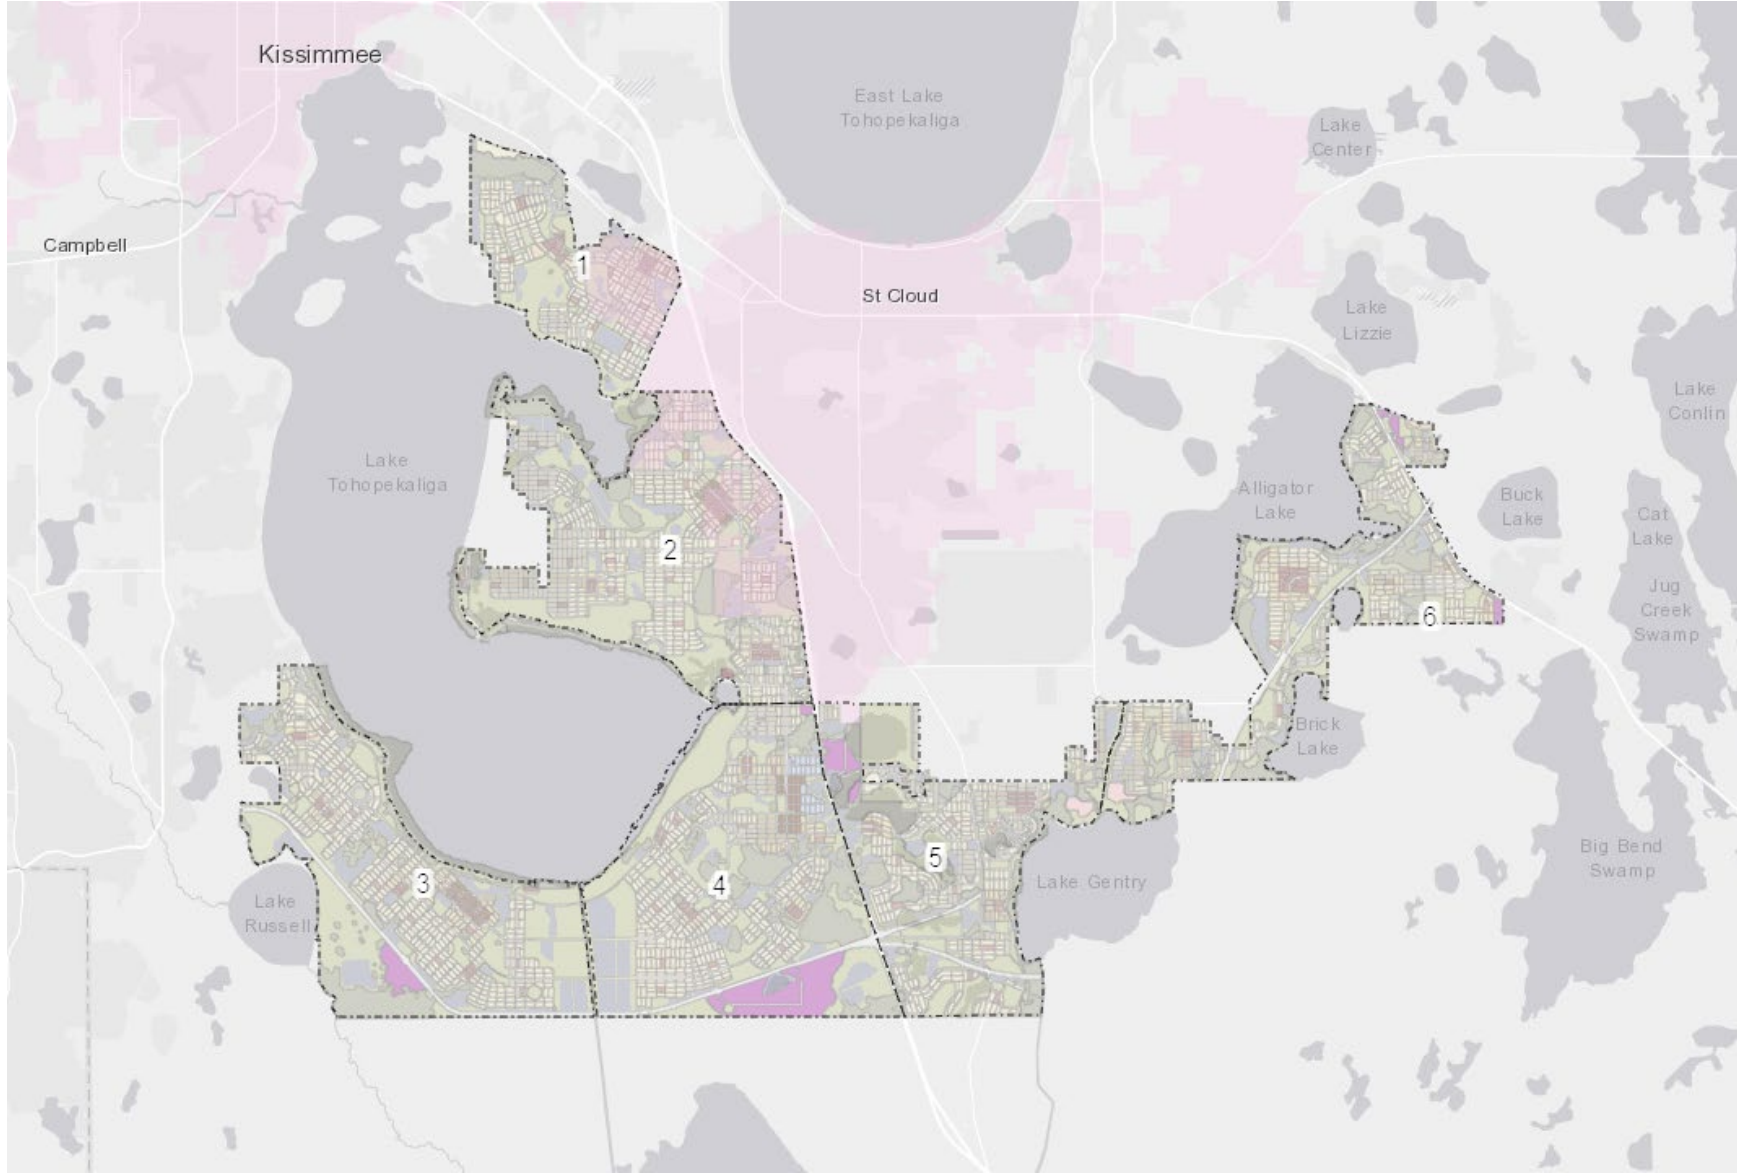 Kissimmee
East Lake
Tohopekaliga
Lake
Center
Campbell
1
St Cloud
Lake
Lizzie
Lake
Conlin
Lake
Tohopekaliga
Alligator
Lake
Buck
Lake
Cat
Lake
2
Jug
Creek
Swamp
6
Brick
Lake
Big Bend
Swamp
5
3
4
Lake Gentry
Lake
Russell